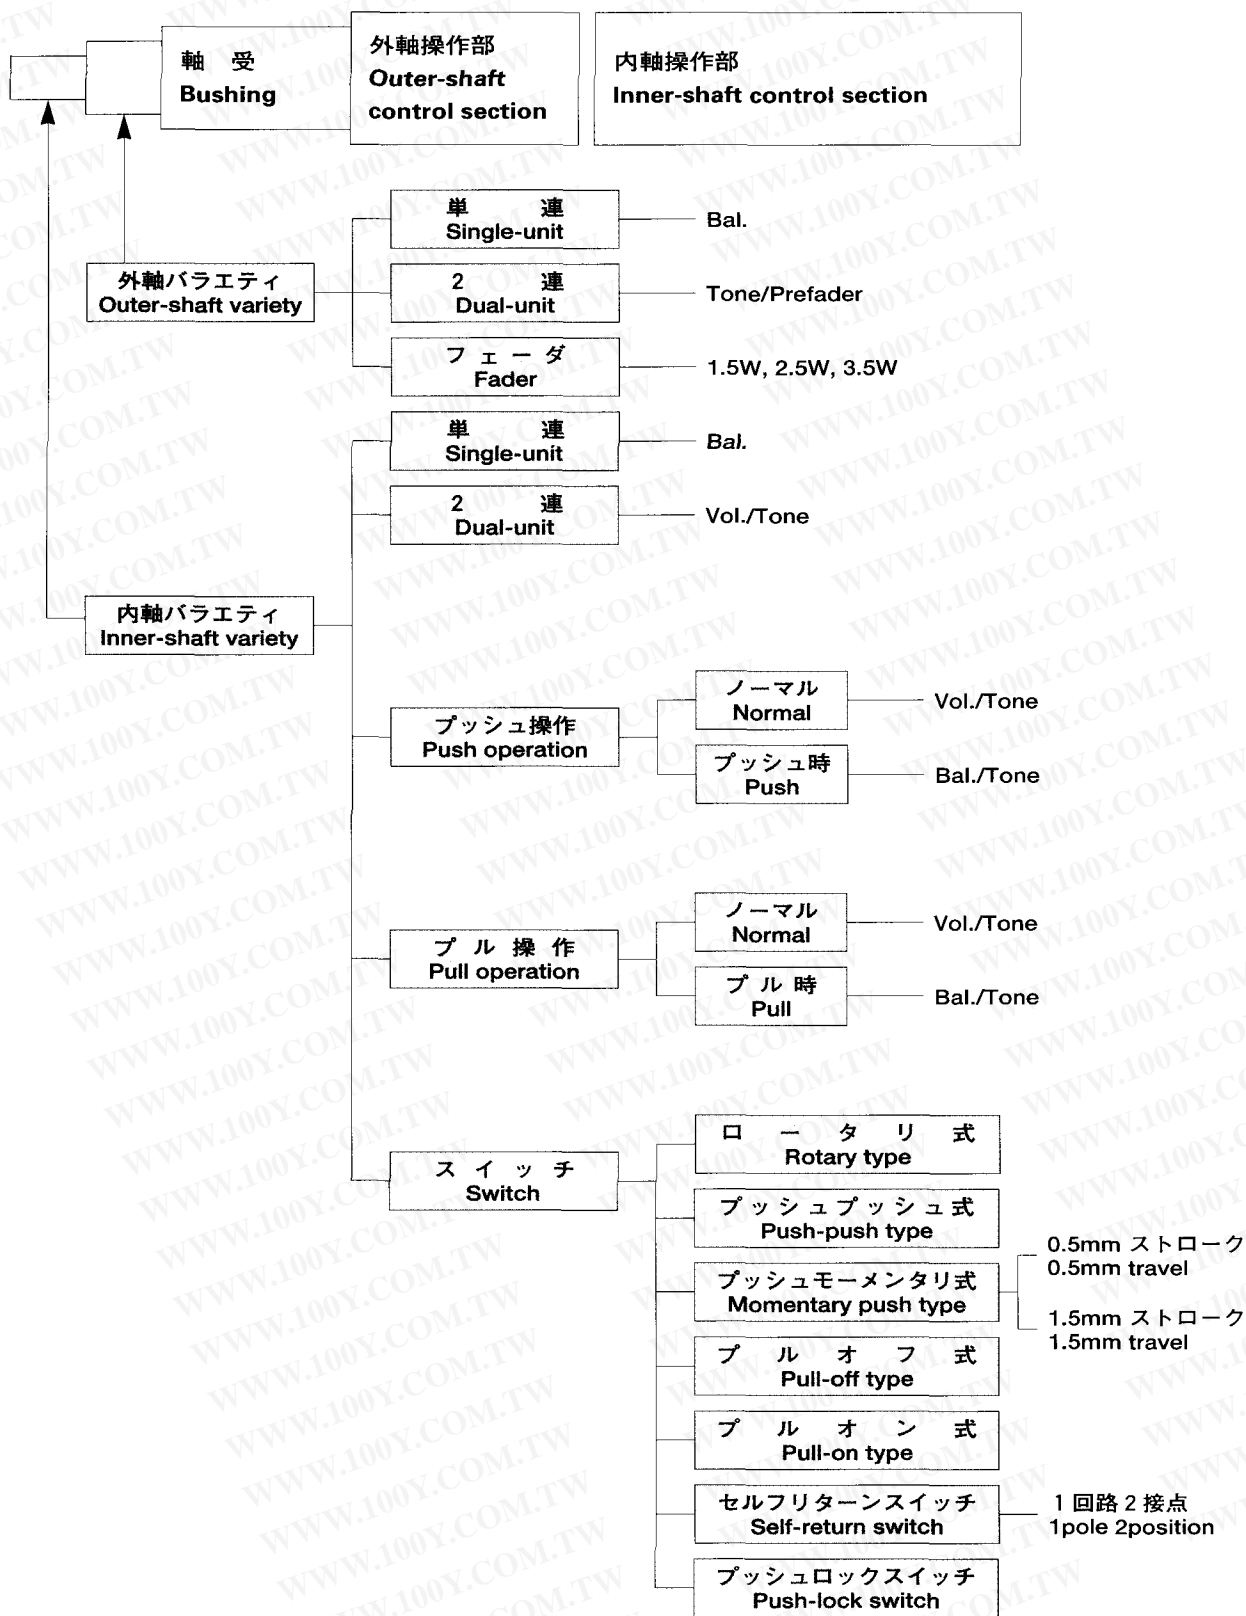 軸 受
Bushing
外軸操作部
Outer-shaft
control section
内軸操作部
Inner-shaft control section
単 連
Single-unit
Bal.
外軸バラエティ
Outer-shaft variety
2 連
Dual-unit
Tone/Prefader
フェーダ
Fader
1.5W, 2.5W, 3.5W
単 連
Single-unit
Bal.
2 連
Dual-unit
Vol./Tone
内軸バラエティ
Inner-shaft variety
プッシュ操作
Push operation
ノーマル
Normal
Vol./Tone
プッシュ時
Push
Bal./Tone
プル操作
Pull operation
ノーマル
Normal
Vol./Tone
プル時
Pull
Bal./Tone
スイッチ
Switch
ロータリ式
Rotary type
プッシュプッシュ式
Push-push type
プッシュモーメンタリ式
Momentary push type
0.5mm ストローク
0.5mm travel
1.5mm ストローク
1.5mm travel
プルオフ式
Pull-off type
プルオン式
Pull-on type
セルフリターンスイッチ
Self-return switch
1 回路 2 接点
1pole 2position
プッシュロックスイッチ
Push-lock switch
WWW.100Y.COM.TW